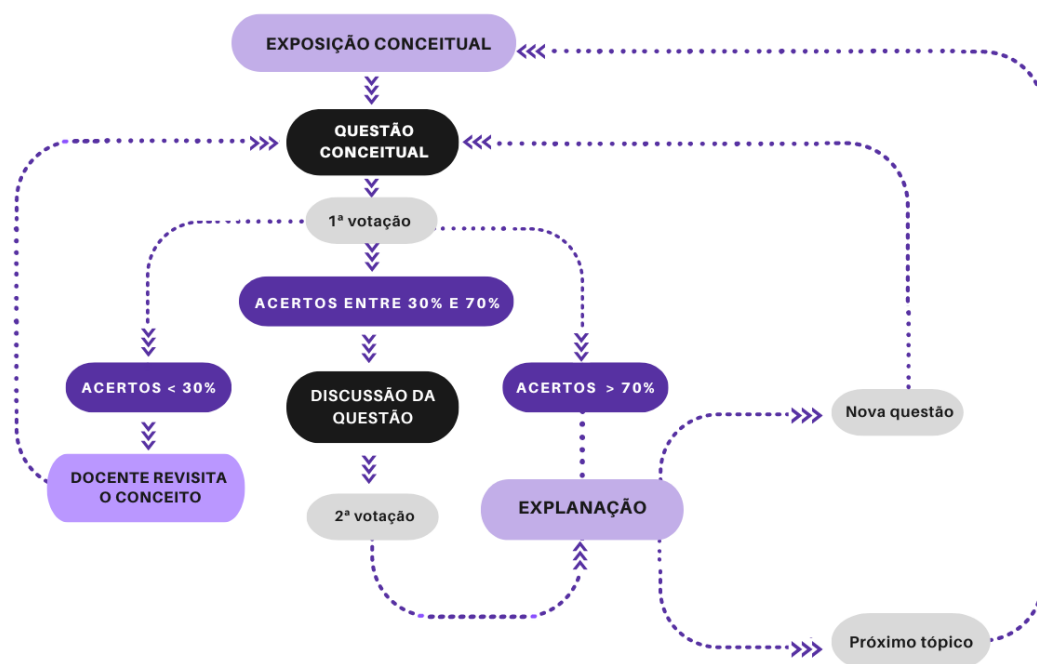 EXPOSIÇÃO CONCEITUAL
QUESTÃO
CONCEITUAL
1ª votação
ACERTOS ENTRE 30% E 70%
ACERTOS < 30%
DISCUSSÃO DA
QUESTÃO
ACERTOS > 70%
Nova questão
DOCENTE REVISITA
O CONCEITO
2ª votação
EXPLANAÇÃO
Próximo tópico